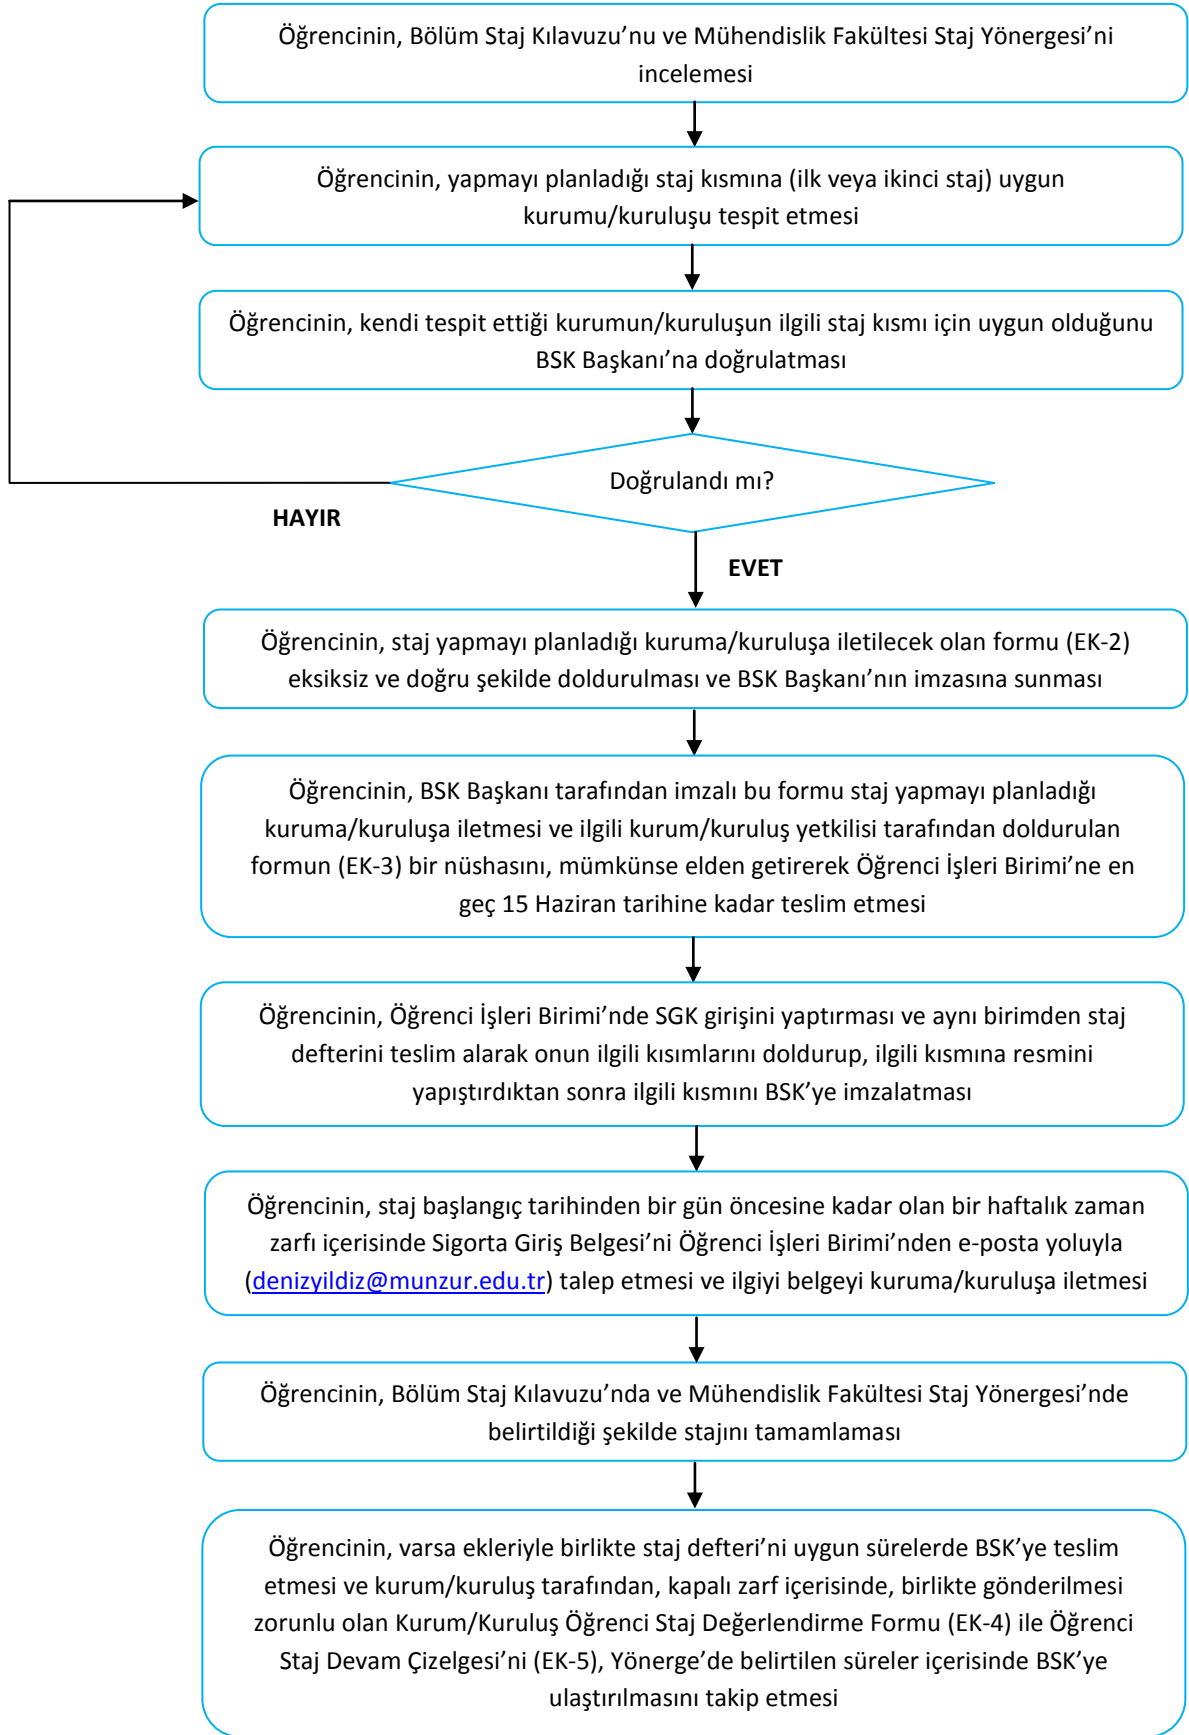 Öğrencinin, Bölüm Staj Kılavuzu’nu ve Mühendislik Fakültesi Staj Yönergesi’ni
incelemesi
Öğrencinin, yapmayı planladığı staj kısmına (ilk veya ikinci staj) uygun
kurumu/kuruluşu tespit etmesi
Öğrencinin, kendi tespit ettiği kurumun/kuruluşun ilgili staj kısmı için uygun olduğunu
BSK Başkanı’na doğrulatması
Doğrulandı mı?
HAYIR
EVET
Öğrencinin, staj yapmayı planladığı kuruma/kuruluşa iletilecek olan formu (EK-2)
eksiksiz ve doğru şekilde doldurulması ve BSK Başkanı’nın imzasına sunması
Öğrencinin, BSK Başkanı tarafından imzalı bu formu staj yapmayı planladığı
kuruma/kuruluşa iletmesi ve ilgili kurum/kuruluş yetkilisi tarafından doldurulan
formun (EK-3) bir nüshasını, mümkünse elden getirerek Öğrenci İşleri Birimi’ne en
geç 15 Haziran tarihine kadar teslim etmesi
Öğrencinin, Öğrenci İşleri Birimi’nde SGK girişini yaptırması ve aynı birimden staj
defterini teslim alarak onun ilgili kısımlarını doldurup, ilgili kısmına resmini
yapıştırdıktan sonra ilgili kısmını BSK’ye imzalatması
Öğrencinin, staj başlangıç tarihinden bir gün öncesine kadar olan bir haftalık zaman
zarfı içerisinde Sigorta Giriş Belgesi’ni Öğrenci İşleri Birimi’nden e-posta yoluyla
(denizyildiz@munzur.edu.tr) talep etmesi ve ilgiyi belgeyi kuruma/kuruluşa iletmesi
Öğrencinin, Bölüm Staj Kılavuzu’nda ve Mühendislik Fakültesi Staj Yönergesi’nde
belirtildiği şekilde stajını tamamlaması
Öğrencinin, varsa ekleriyle birlikte staj defteri’ni uygun sürelerde BSK’ye teslim
etmesi ve kurum/kuruluş tarafından, kapalı zarf içerisinde, birlikte gönderilmesi
zorunlu olan Kurum/Kuruluş Öğrenci Staj Değerlendirme Formu (EK-4) ile Öğrenci
Staj Devam Çizelgesi’ni (EK-5), Yönerge’de belirtilen süreler içerisinde BSK’ye
ulaştırılmasını takip etmesi